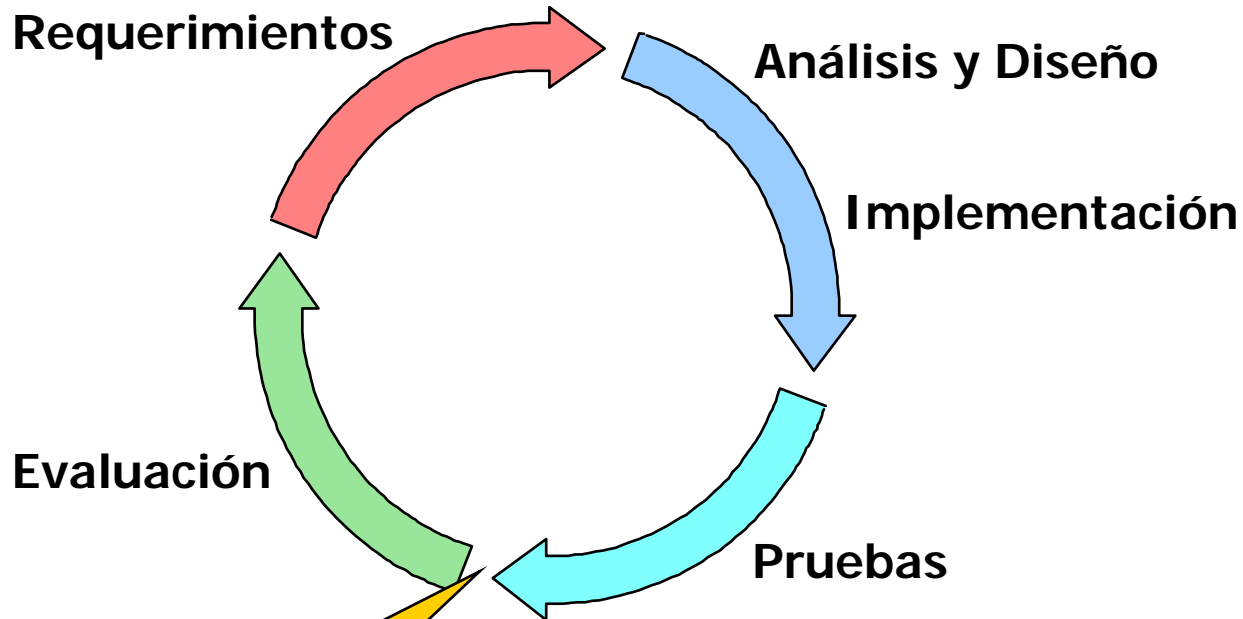 Requerimientos
Análisis y Diseño
Implementación
Evaluación
Pruebas